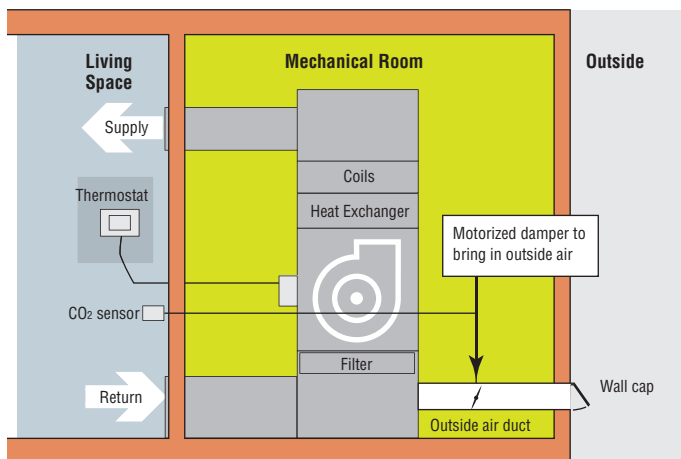 Living
Space
Mechanical Room
Outside
Supply
Coils
Thermostat
Heat Exchanger
Motorized damper to
bring in outside air
CO2 sensor
Filter
Return
Wall cap
Outside air duct